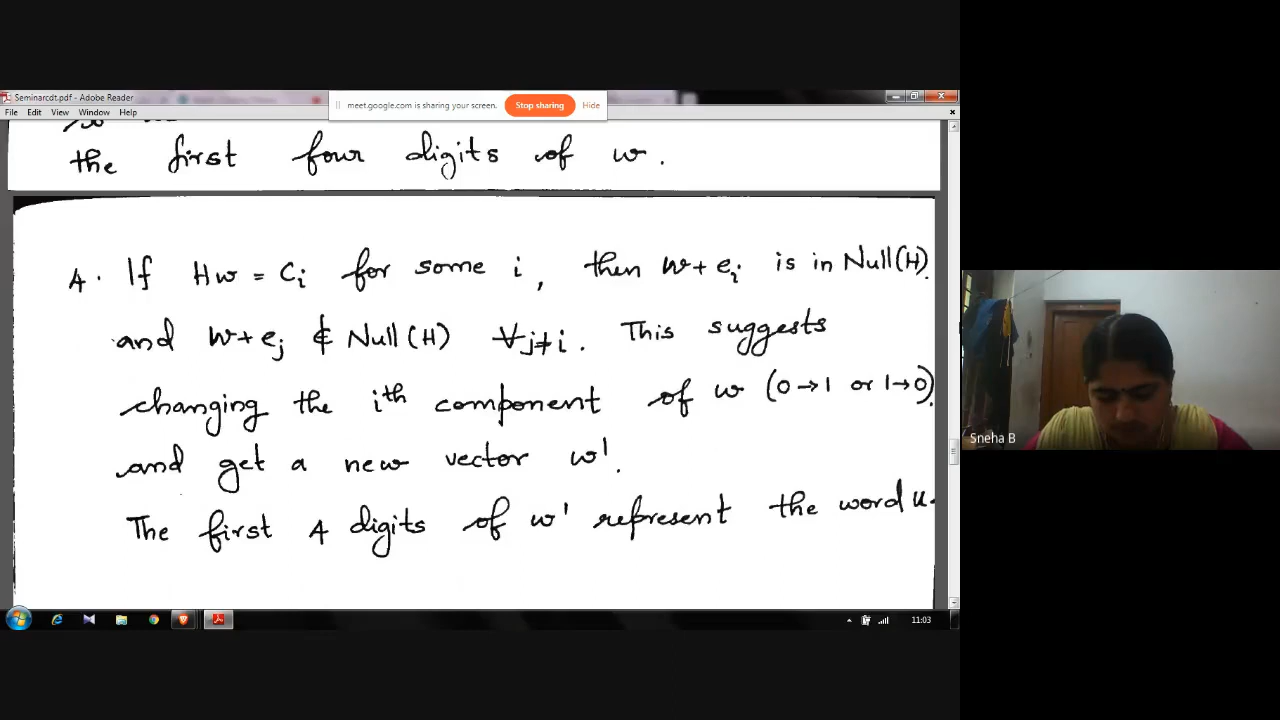 Seminarcdt.pdf - Adobe Reader
meet.google.com is sharing your screen. Stop sharing Hide
File Edit View Window Help
the first four digits of w.
4. If Hw = Ci for some i, then w+ei is in Null(H).
and w+ej ∉ Null(H) ∀j≠i. This suggests
changing the ith component of w (0→1 or 1→0).
and get a new vector w'.
The first 4 digits of w' represent the word u.
Sneha B
11:03